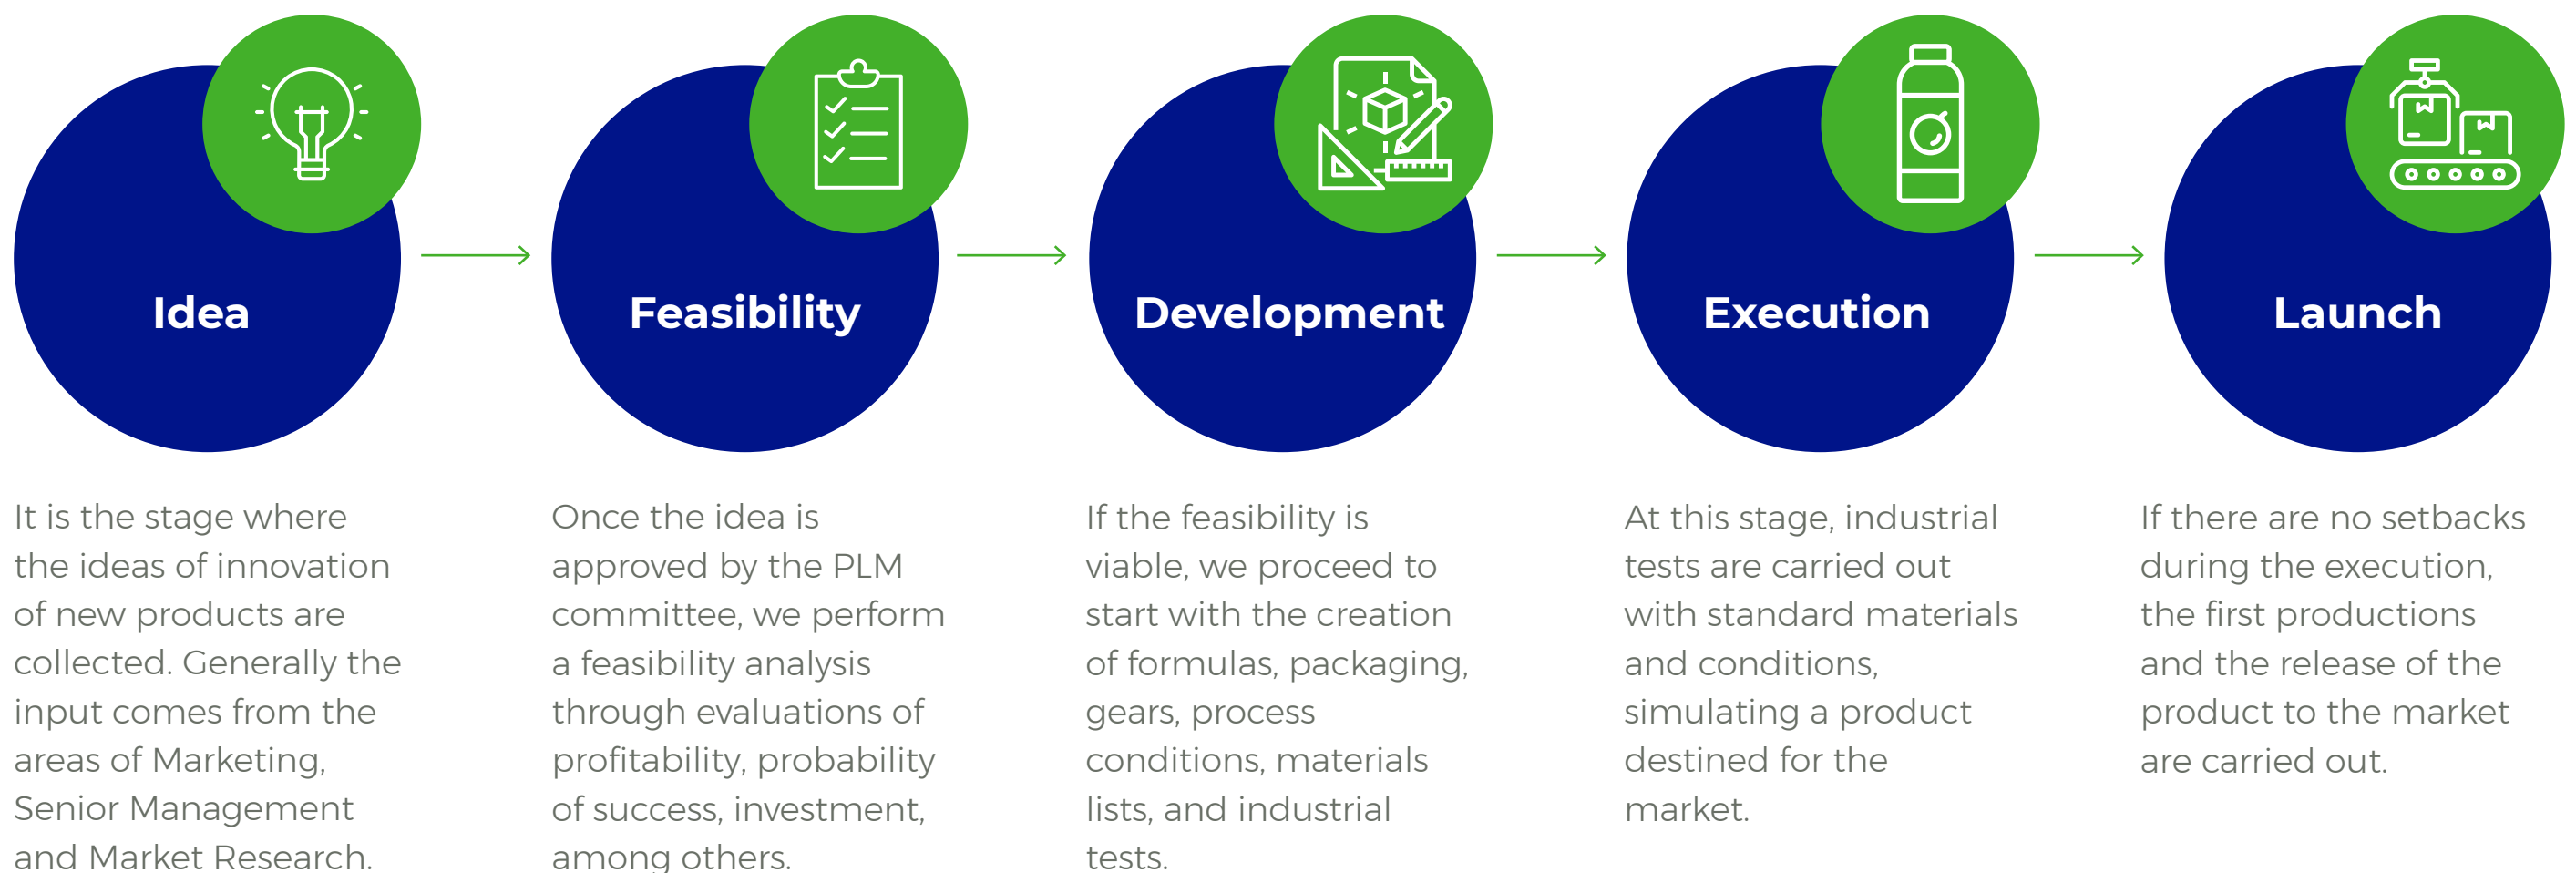 Idea
It is the stage where
the ideas of innovation
of new products are
collected. Generally the
input comes from the
areas of Marketing,
Senior Management
and Market Research.
Feasibility
Once the idea is
approved by the PLM
committee, we perform
a feasibility analysis
through evaluations of
profitability, probability
of success, investment,
among others.
Development
If the feasibility is
viable, we proceed to
start with the creation
of formulas, packaging,
gears, process
conditions, materials
lists, and industrial
tests.
Execution
At this stage, industrial
tests are carried out
with standard materials
and conditions,
simulating a product
destined for the
market.
Launch
If there are no setbacks
during the execution,
the first productions
and the release of the
product to the market
are carried out.